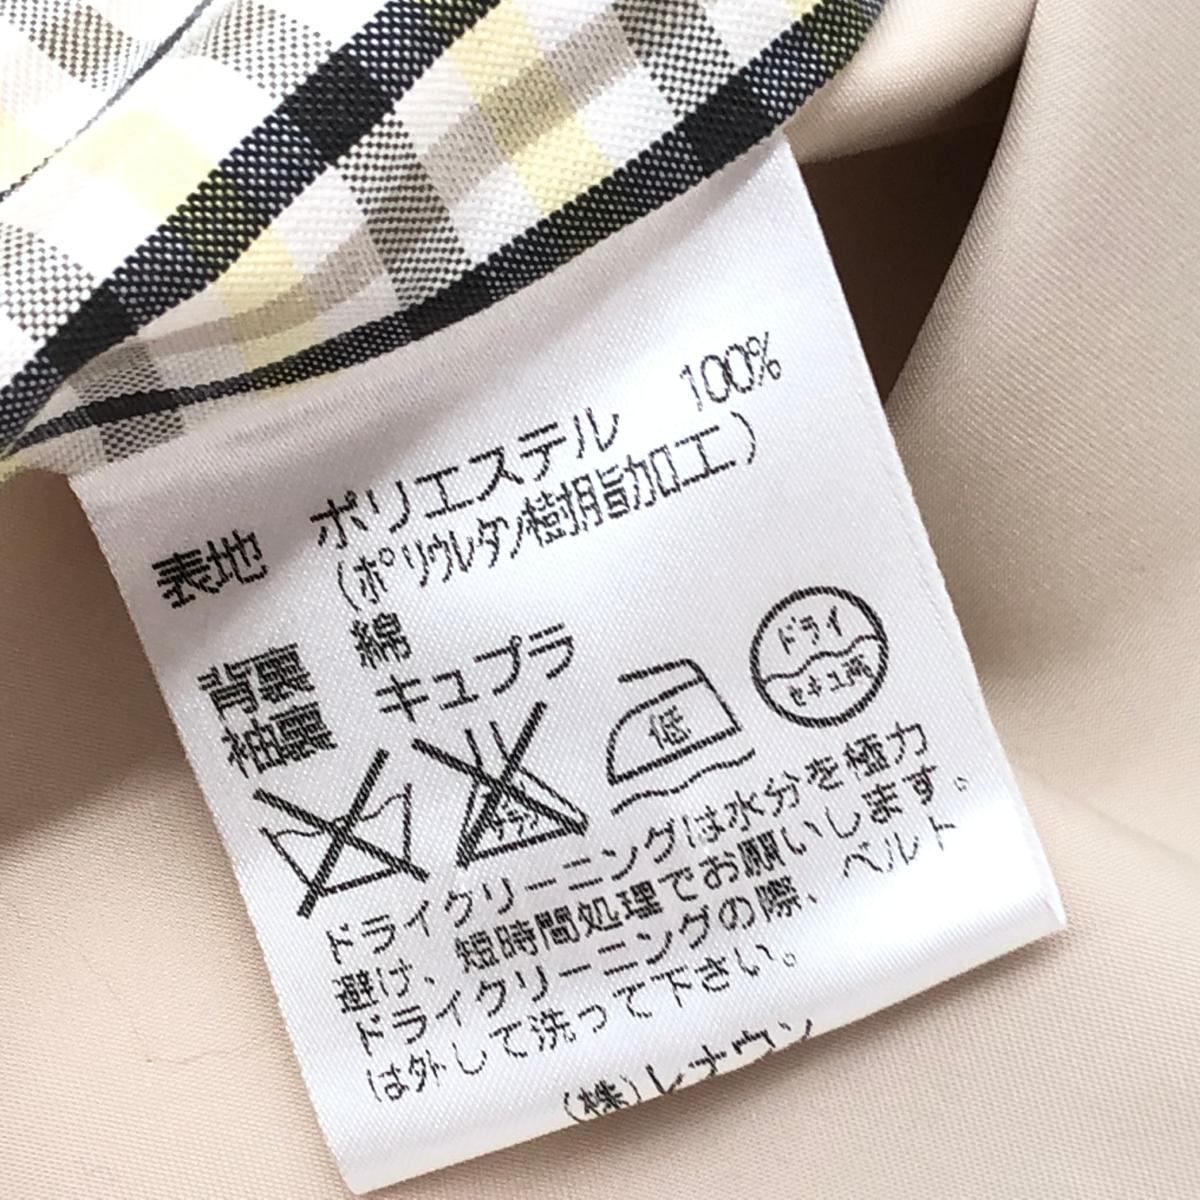 表地 ポリエステル 100%
(ポリウレタン樹脂加工)
背裏 綿
袖裏 キュプラ
低
ドライ
セキユ系
ドライクリーニングは水分を極力
避け、短時間処理でお願いします。
ドライクリーニングの際、ベルト
は外して洗って下さい。
(株)レナウン